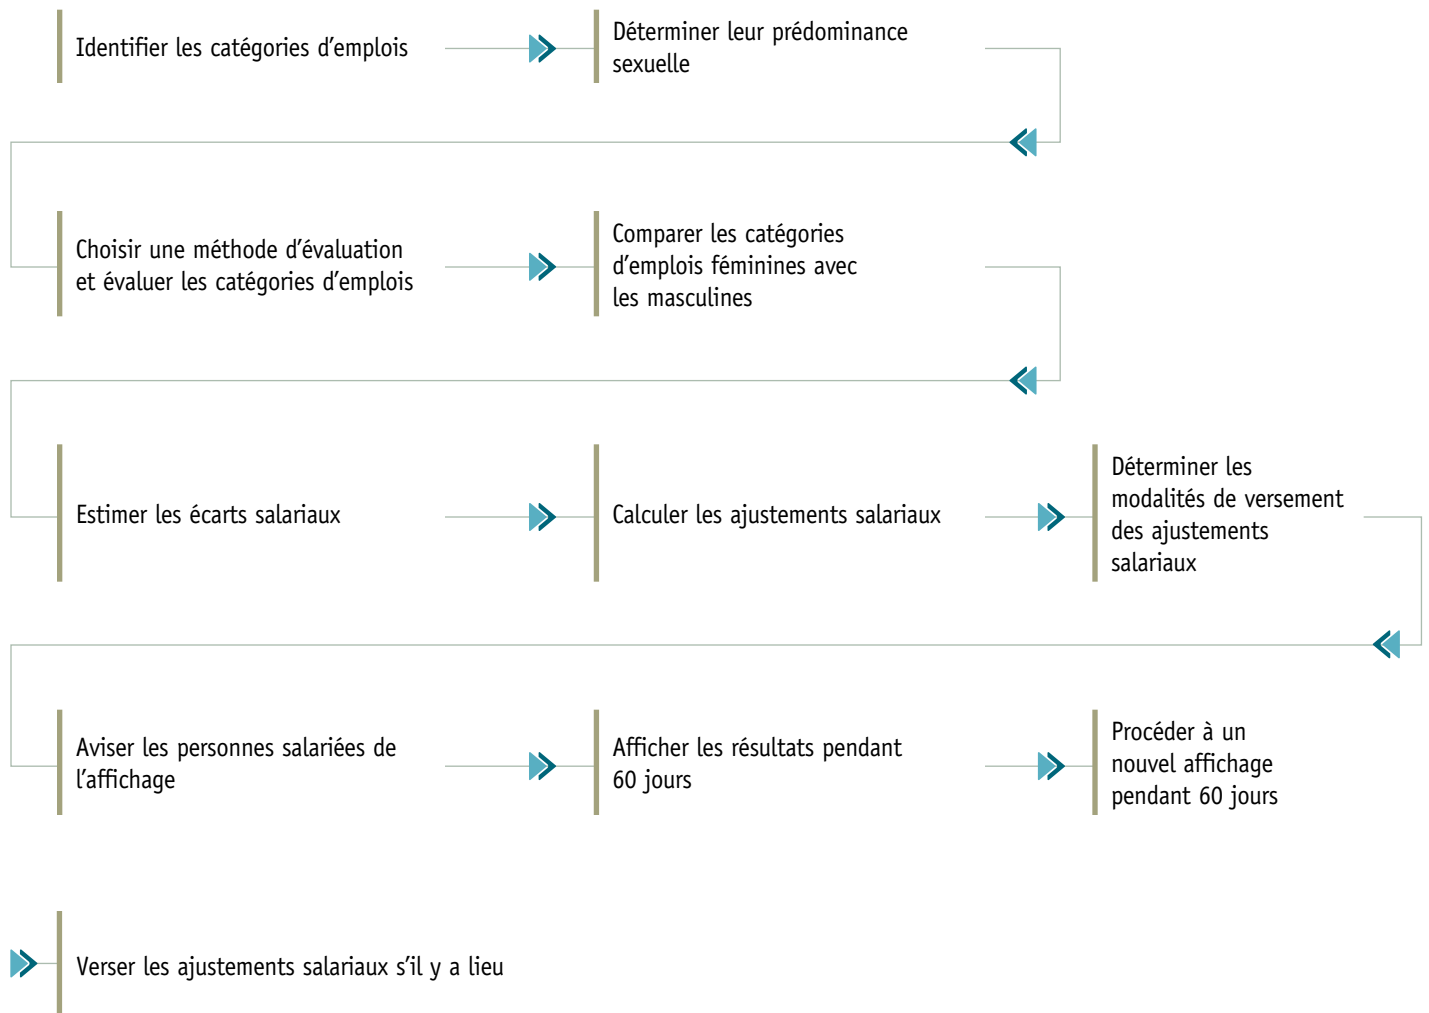 Identifier les catégories d’emplois
Déterminer leur prédominance
sexuelle
Choisir une méthode d’évaluation
et évaluer les catégories d’emplois
Comparer les catégories
d’emplois féminines avec
les masculines
Estimer les écarts salariaux
Calculer les ajustements salariaux
Déterminer les
modalités de versement
des ajustements
salariaux
Aviser les personnes salariées de
l’affichage
Afficher les résultats pendant
60 jours
Procéder à un
nouvel affichage
pendant 60 jours
Verser les ajustements salariaux s’il y a lieu